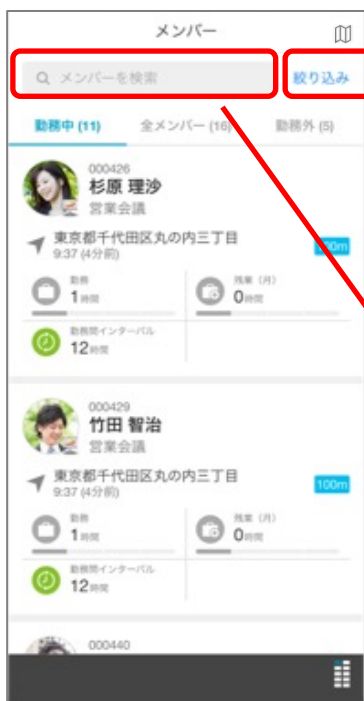 メンバー
メンバーを検索
絞り込み
勤務中 (11)
全メンバー (16)
勤務外 (5)
000426
杉原 理沙
営業会議
東京都千代田区丸の内三丁目
100m
9:37 (4分前)
勤務
1時間
残業 (月)
0時間
勤務間インターバル
12時間
000429
竹田 智治
営業会議
東京都千代田区丸の内三丁目
100m
9:37 (4分前)
勤務
1時間
残業 (月)
0時間
勤務間インターバル
12時間
000440